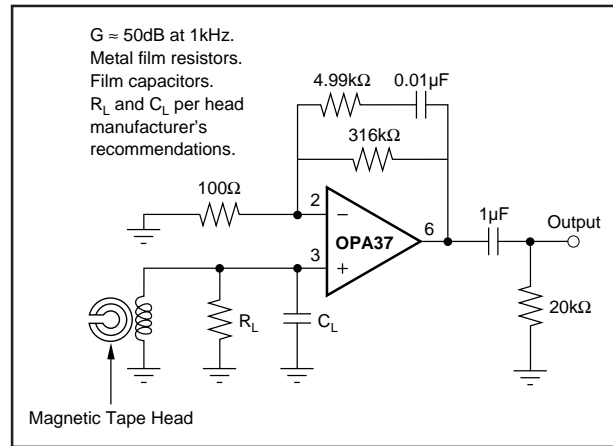 G ≈ 50dB at 1kHz.
Metal film resistors.
Film capacitors.
R_L and C_L per head
manufacturer's
recommendations.
4.99kΩ
0.01µF
316kΩ
100Ω
2
−
OPA37
6
3
+
1µF
Output
R_L
C_L
20kΩ
Magnetic Tape Head